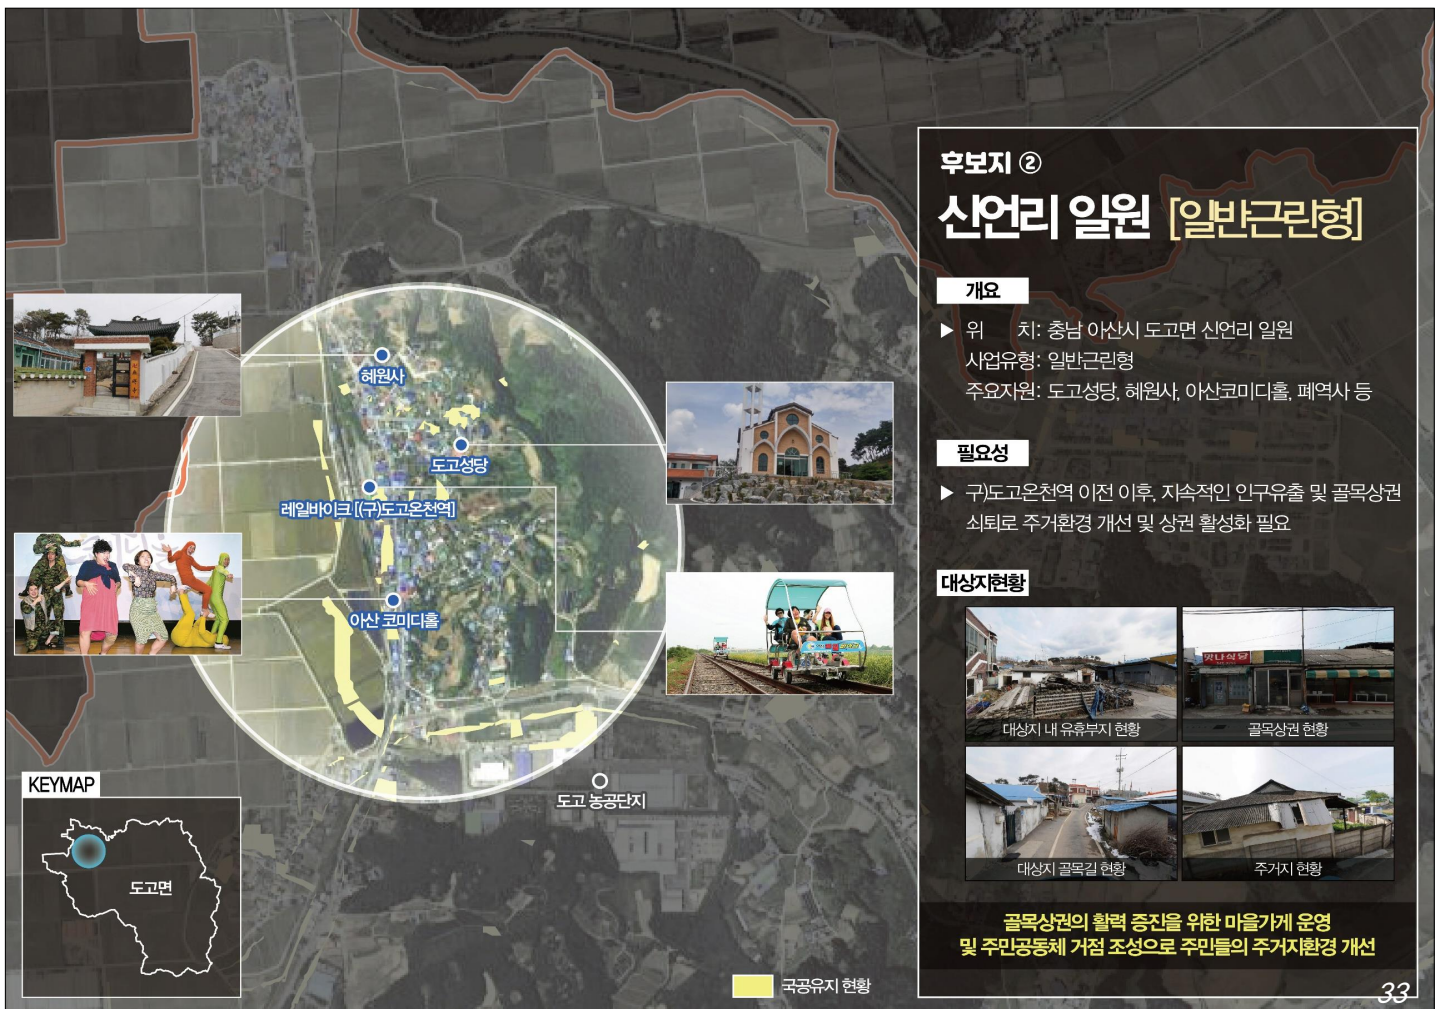 후보지 ②
신언리 일원 [일반근린형]
개요
▶ 위 치: 충남 아산시 도고면 신언리 일원
사업유형: 일반근린형
주요자원: 도고성당, 혜원사, 아산코미디홀, 폐역사 등
필요성
▶ 구)도고온천역 이전 이후, 지속적인 인구유출 및 골목상권
쇠퇴로 주거환경 개선 및 상권 활성화 필요
대상지현황
맛나식당
대상지 내 유휴부지 현황
골목상권 현황
대상지 골목길 현황
주거지 현황
골목상권의 활력 증진을 위한 마을가게 운영
및 주민공동체 거점 조성으로 주민들의 주거지환경 개선
혜원사
도고성당
레일바이크 [(구)도고온천역]
아산 코미디홀
도고 농공단지
KEYMAP
도고면
국공유지 현황
33